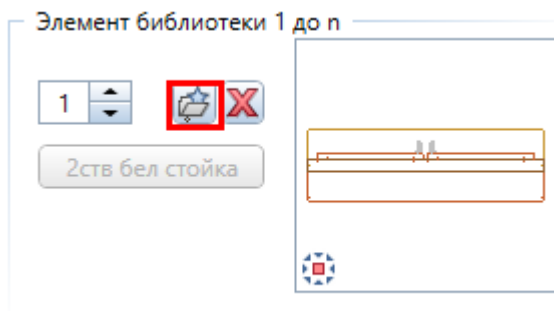 Элемент библиотеки 1 до n
1
2ств бел стойка